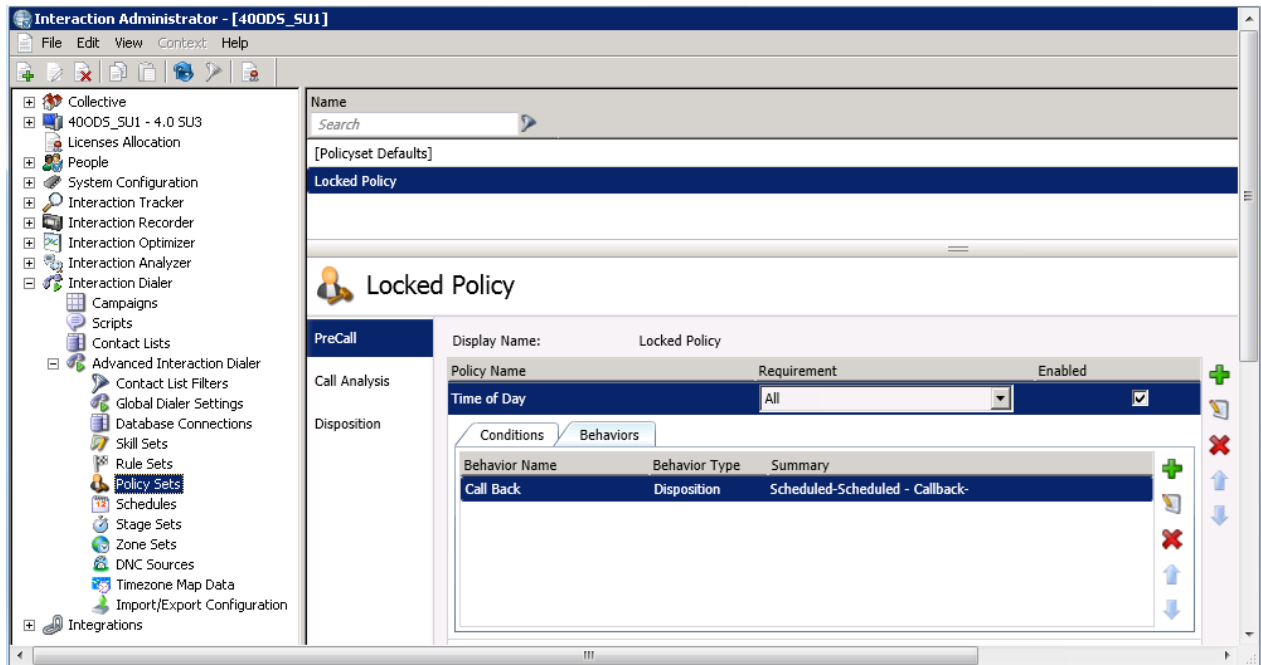 Interaction Administrator - [40ODS_SU1]
File Edit View Context Help
Collective
40ODS_SU1 - 4.0 SU3
Licenses Allocation
People
System Configuration
Interaction Tracker
Interaction Recorder
Interaction Optimizer
Interaction Analyzer
Interaction Dialer
Campaigns
Scripts
Contact Lists
Advanced Interaction Dialer
Contact List Filters
Global Dialer Settings
Database Connections
Skill Sets
Rule Sets
Policy Sets
Schedules
Stage Sets
Zone Sets
DNC Sources
Timezone Map Data
Import/Export Configuration
Integrations
Name
Search
[Policyset Defaults]
Locked Policy
Locked Policy
PreCall
Call Analysis
Disposition
Display Name: Locked Policy
Policy Name Requirement Enabled
Time of Day All
Conditions Behaviors
Behavior Name Behavior Type Summary
Call Back Disposition Scheduled-Scheduled - Callback-